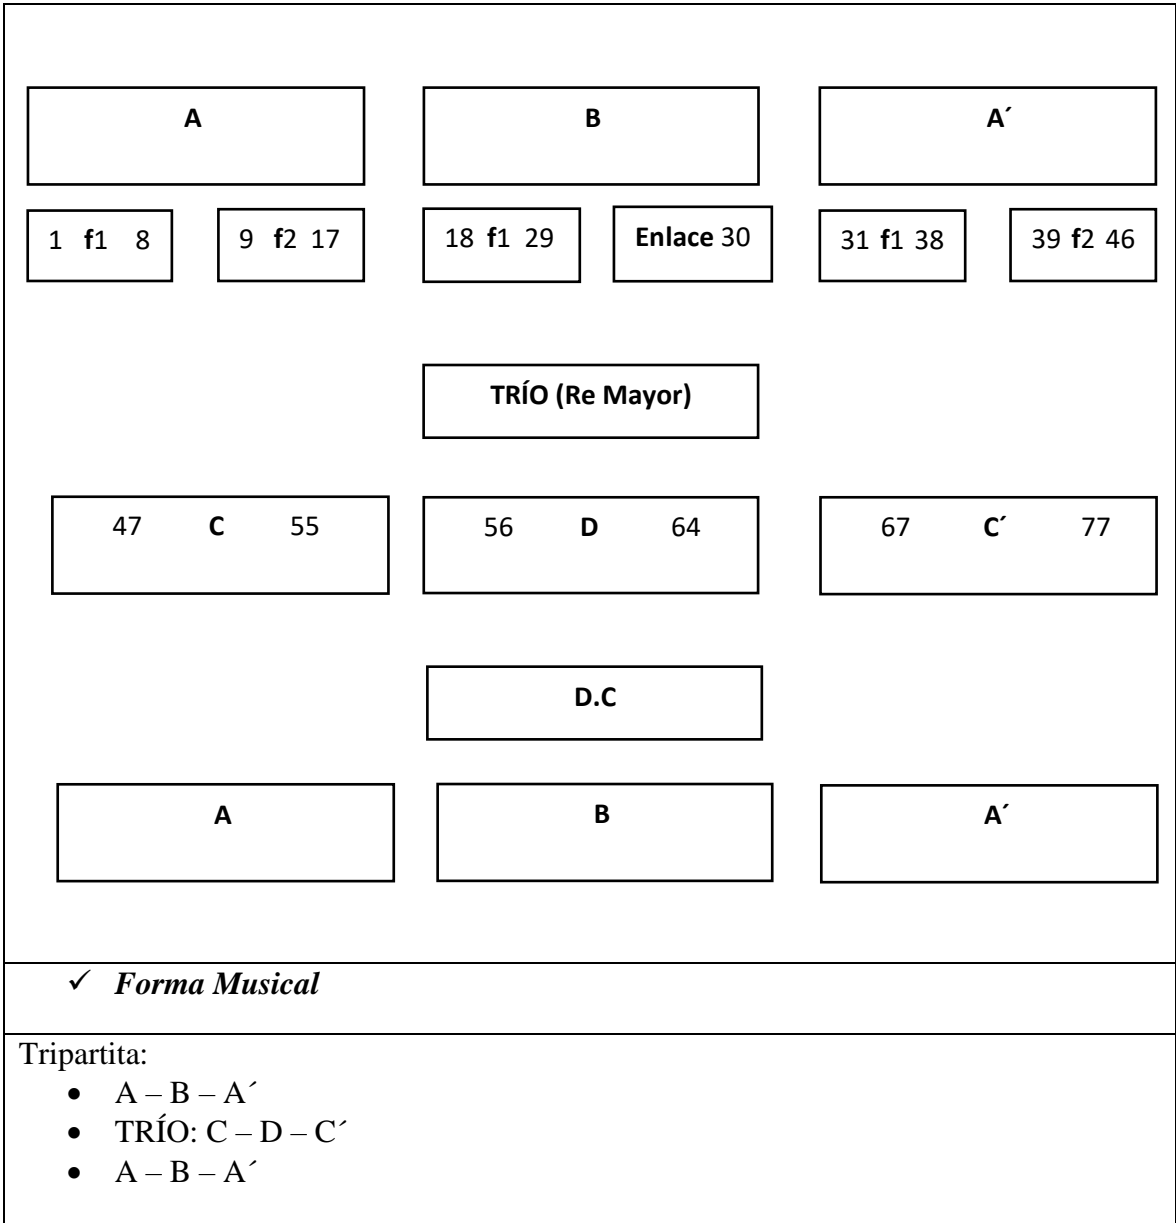 A B A´
1 f1 8 9 f2 17 18 f1 29 Enlace 30 31 f1 38 39 f2 46
TRÍO (Re Mayor)
47 C 55 56 D 64 67 C´ 77
D.C
A B A´
✓ Forma Musical
Tripartita:
• A – B – A´
• TRÍO: C – D – C´
• A – B – A´